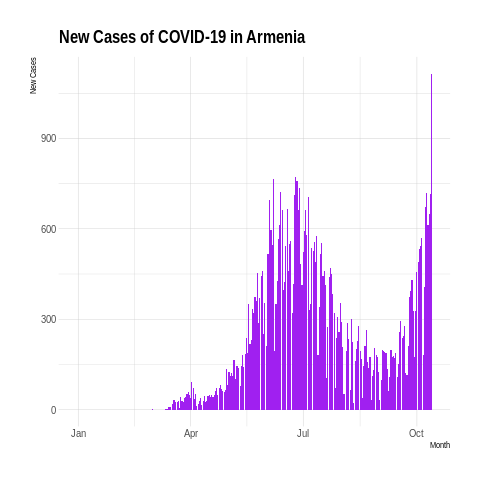 New Cases of COVID-19 in Armenia
New Cases
900
600
300
0
Jan
Apr
Jul
Oct
Month